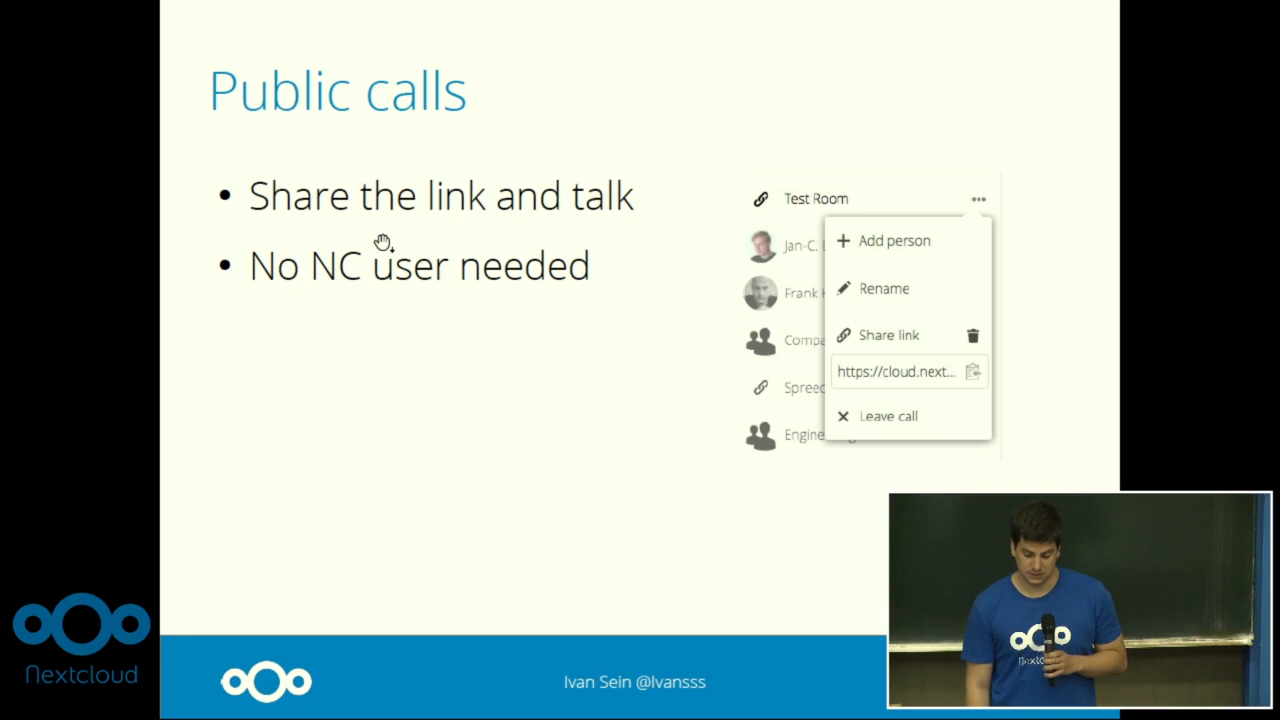 Public calls
• Share the link and talk
• No NC user needed
Test Room
Jan-C.
Add person
Frank
Rename
Compa
Share link
https://cloud.next...
Spreed
Leave call
Engine
Nextcloud
Ivan Sein @Ivansss